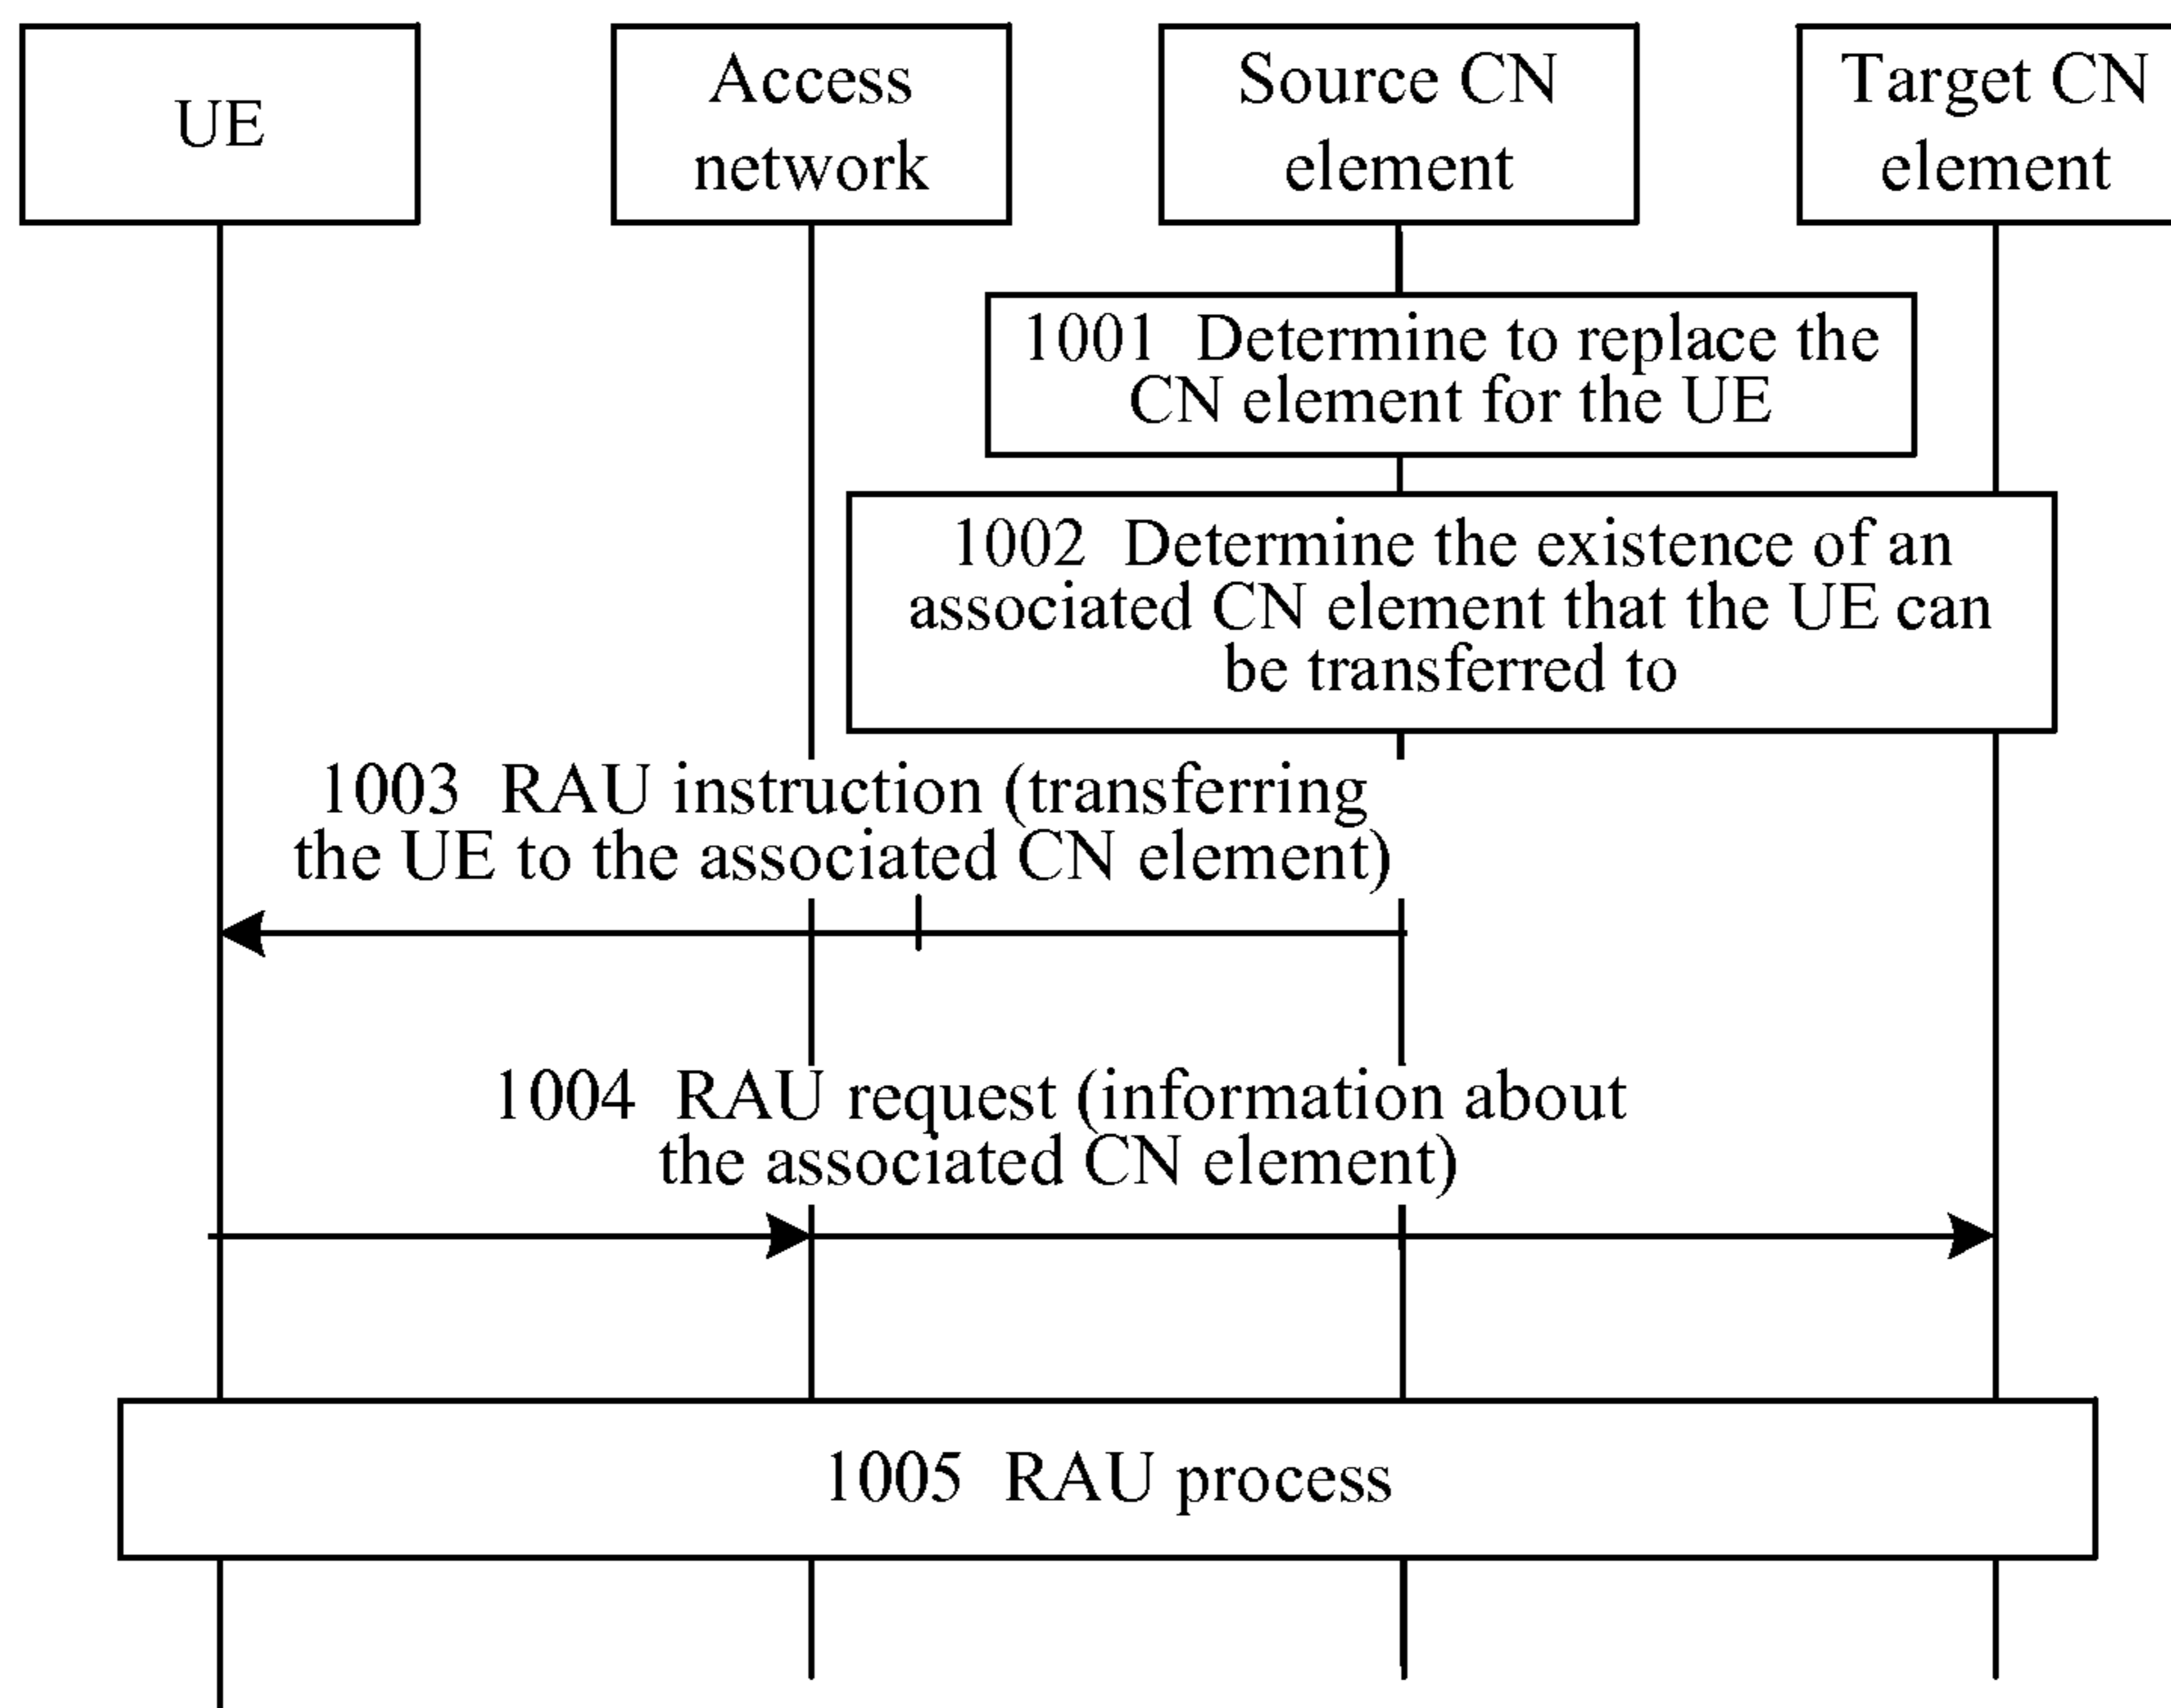 UE
Access
network
Source CN
element
Target CN
element
1001 Determine to replace the
CN element for the UE
1002 Determine the existence of an
associated CN element that the UE can
be transferred to
1003 RAU instruction (transferring
the UE to the associated CN element)
1004 RAU request (information about
the associated CN element)
1005 RAU process